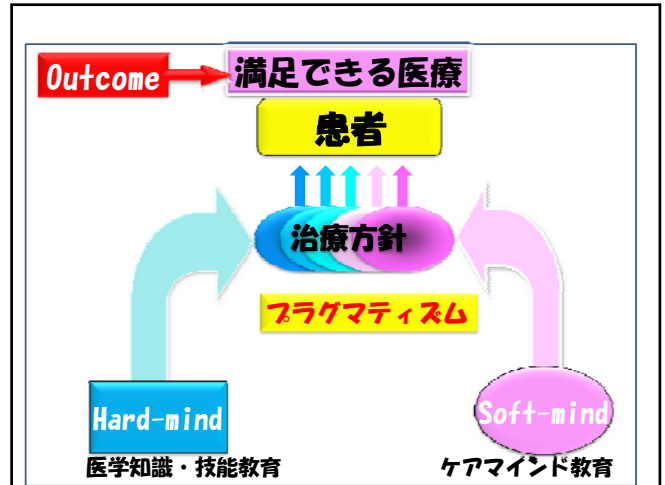 Outcome
満足できる医療
患者
治療方針
プラグマティズム
Hard-mind
Soft-mind
医学知識・技能教育
ケアマインド教育